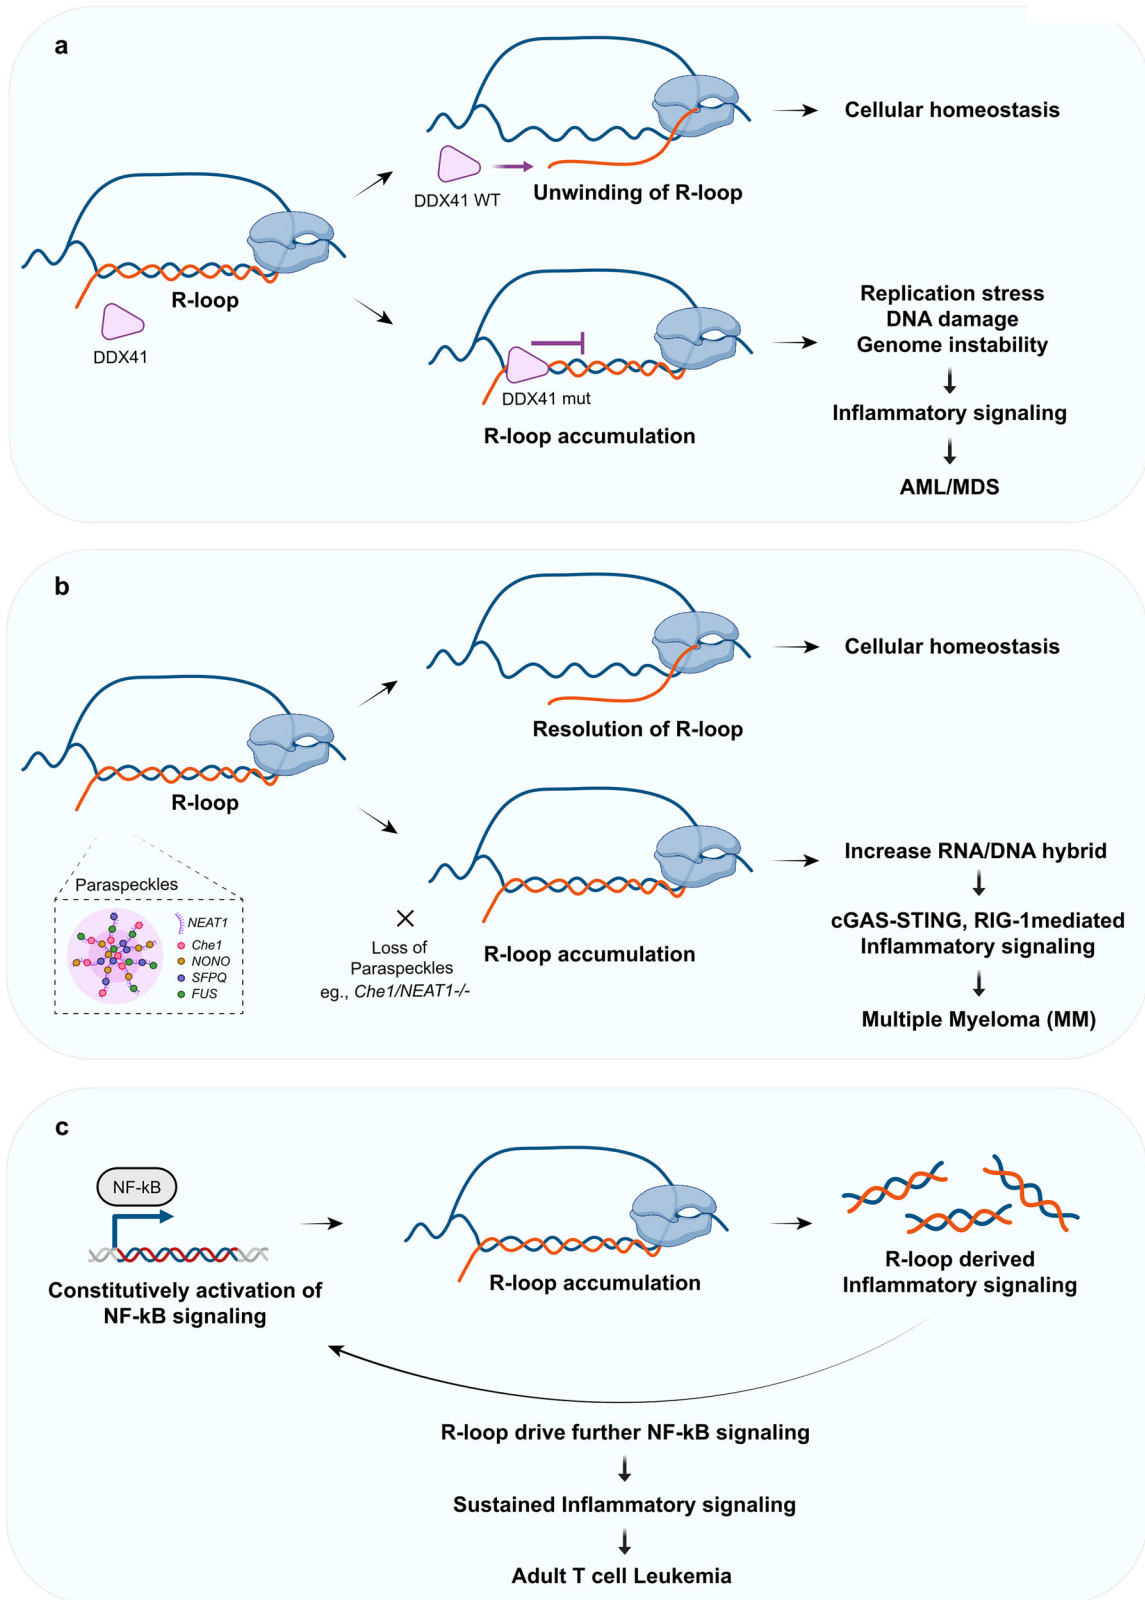 a
Cellular homeostasis
DDX41 WT
Unwinding of R-loop
R-loop
DDX41
DDX41 mut
R-loop accumulation
Replication stress
DNA damage
Genome instability
Inflammatory signaling
AML/MDS
b
Cellular homeostasis
Resolution of R-loop
R-loop
Paraspeckles
NEAT1
Che1
NONO
SFPQ
FUS
Loss of
Paraspeckles
eg., Che1/NEAT1-/-
R-loop accumulation
Increase RNA/DNA hybrid
cGAS-STING, RIG-1mediated
Inflammatory signaling
Multiple Myeloma (MM)
c
NF-kB
Constitutively activation of
NF-kB signaling
R-loop accumulation
R-loop derived
Inflammatory signaling
R-loop drive further NF-kB signaling
Sustained Inflammatory signaling
Adult T cell Leukemia